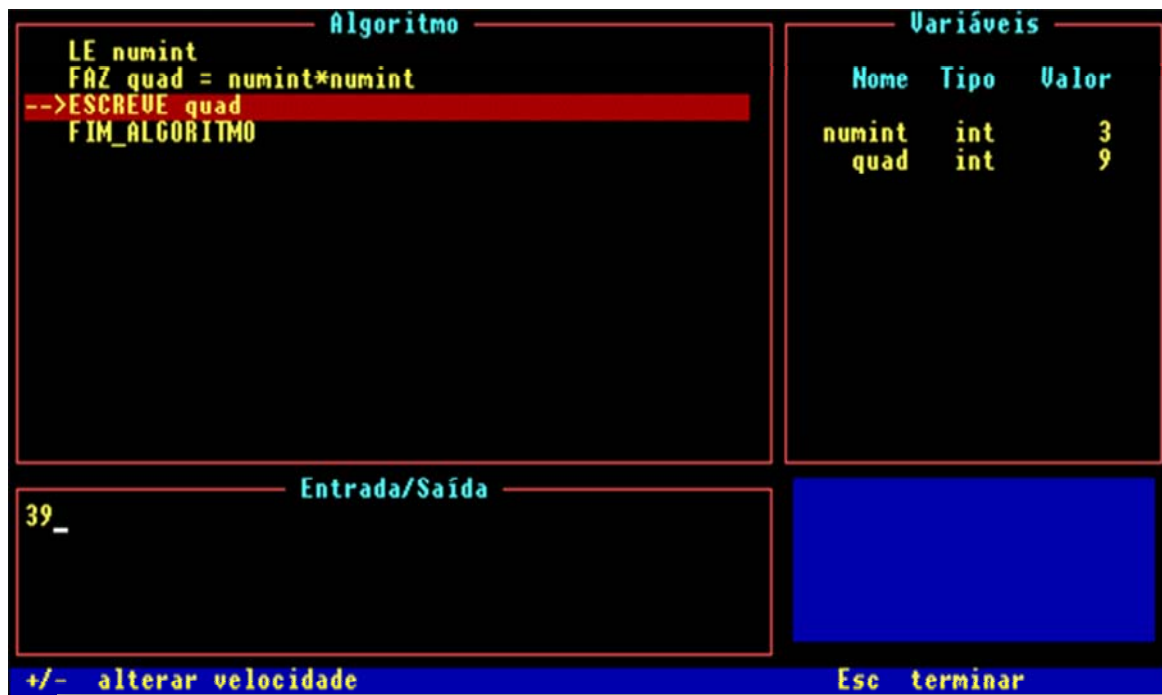 Algoritmo
LE numint
FAZ quad = numint*numint
-->ESCREVE quad
FIM_ALGORITMO
Variáveis
Nome Tipo Valor
numint int 3
quad int 9
Entrada/Saída
39_
+/- alterar velocidade
Esc terminar